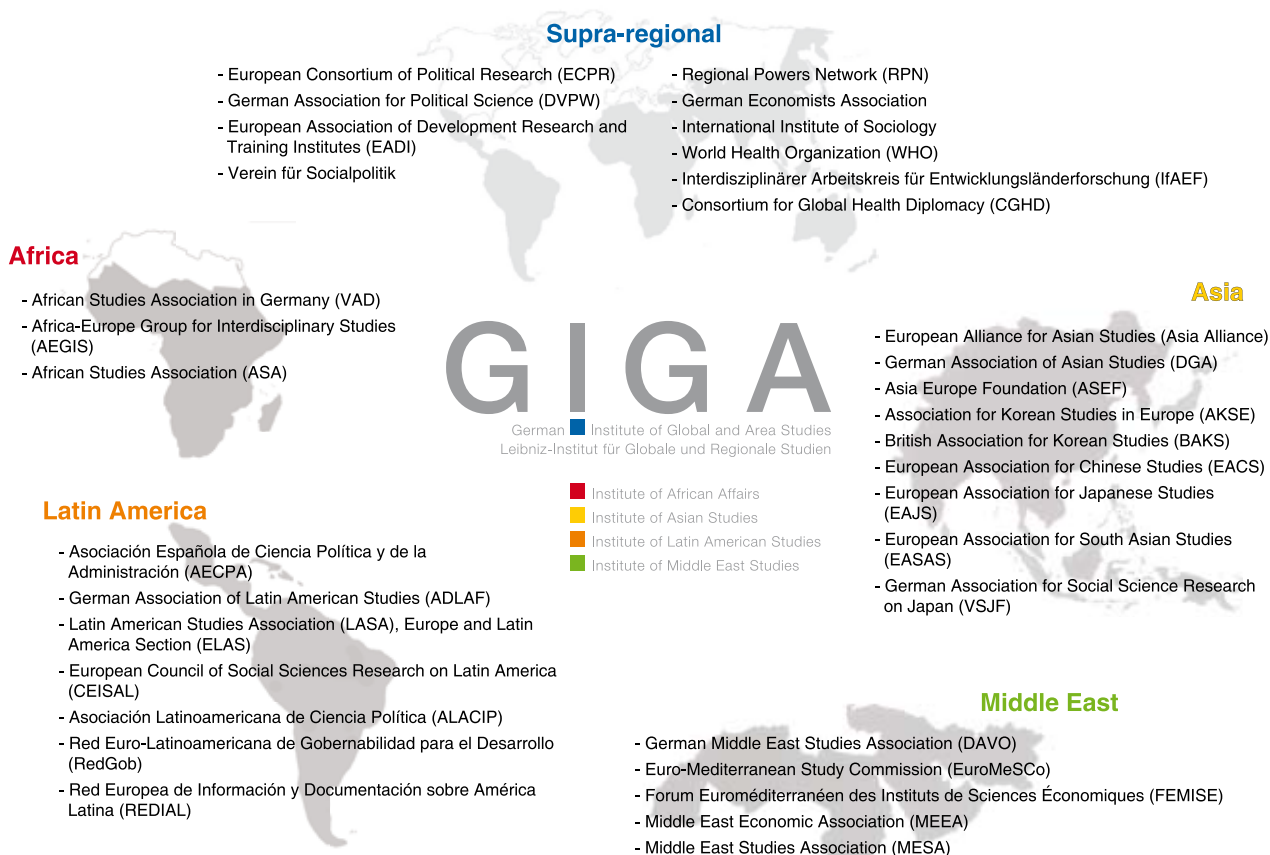 Supra-regional
- European Consortium of Political Research (ECPR)
- German Association for Political Science (DVPW)
- European Association of Development Research and
Training Institutes (EADI)
- Verein für Socialpolitik
- Regional Powers Network (RPN)
- German Economists Association
- International Institute of Sociology
- World Health Organization (WHO)
- Interdisziplinärer Arbeitskreis für Entwicklungsländerforschung (IfAEF)
- Consortium for Global Health Diplomacy (CGHD)
Africa
- African Studies Association in Germany (VAD)
- Africa-Europe Group for Interdisciplinary Studies
(AEGIS)
- African Studies Association (ASA)
GIGA
German Institute of Global and Area Studies
Leibniz-Institut für Globale und Regionale Studien
Institute of African Affairs
Institute of Asian Studies
Institute of Latin American Studies
Institute of Middle East Studies
Asia
- European Alliance for Asian Studies (Asia Alliance)
- German Association of Asian Studies (DGA)
- Asia Europe Foundation (ASEF)
- Association for Korean Studies in Europe (AKSE)
- British Association for Korean Studies (BAKS)
- European Association for Chinese Studies (EACS)
- European Association for Japanese Studies
(EAJS)
- European Association for South Asian Studies
(EASAS)
- German Association for Social Science Research
on Japan (VSJF)
Latin America
- Asociación Española de Ciencia Política y de la
Administración (AECPA)
- German Association of Latin American Studies (ADLAF)
- Latin American Studies Association (LASA), Europe and Latin
America Section (ELAS)
- European Council of Social Sciences Research on Latin America
(CEISAL)
- Asociación Latinoamericana de Ciencia Política (ALACIP)
- Red Euro-Latinoamericana de Gobernabilidad para el Desarrollo
(RedGob)
- Red Europea de Información y Documentación sobre América
Latina (REDIAL)
Middle East
- German Middle East Studies Association (DAVO)
- Euro-Mediterranean Study Commission (EuroMeSCo)
- Forum Euroméditerranéen des Instituts de Sciences Économiques (FEMISE)
- Middle East Economic Association (MEEA)
- Middle East Studies Association (MESA)